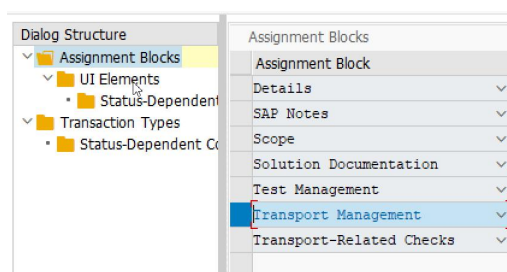 Dialog Structure
Assignment Blocks
UI Elements
Status-Dependent
Transaction Types
Status-Dependent Co
Assignment Blocks
Assignment Block
Details
SAP Notes
Scope
Solution Documentation
Test Management
Transport Management
Transport-Related Checks